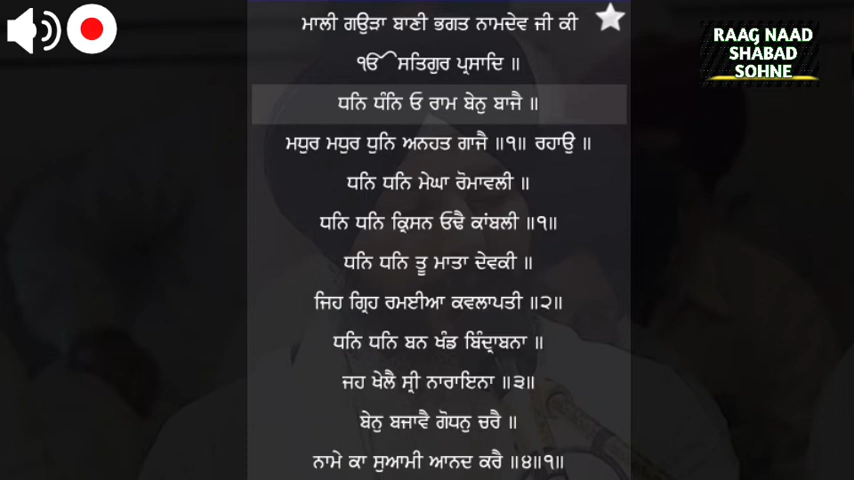 ਮਾਲੀ ਗਉੜਾ ਬਾਣੀ ਭਗਤ ਨਾਮਦੇਵ ਜੀ ਕੀ
ੴ ਸਤਿਗੁਰ ਪ੍ਰਸਾਦਿ ॥
ਧਨਿ ਧੰਨਿ ਓ ਰਾਮ ਬੇਨੁ ਬਾਜੈ ॥
ਮਧੁਰ ਮਧੁਰ ਧੁਨਿ ਅਨਹਤ ਗਾਜੈ ॥੧॥ ਰਹਾਉ ॥
ਧਨਿ ਧਨਿ ਮੇਘਾ ਰੋਮਾਵਲੀ ॥
ਧਨਿ ਧਨਿ ਕ੍ਰਿਸਨ ਓਢੈ ਕਾਂਬਲੀ ॥੧॥
ਧਨਿ ਧਨਿ ਤੂ ਮਾਤਾ ਦੇਵਕੀ ॥
ਜਿਹ ਗ੍ਰਿਹ ਰਮਈਆ ਕਵਲਾਪਤੀ ॥੨॥
ਧਨਿ ਧਨਿ ਬਨ ਖੰਡ ਬਿੰਦ੍ਰਾਬਨਾ ॥
ਜਹ ਖੇਲੈ ਸ੍ਰੀ ਨਾਰਾਇਨਾ ॥੩॥
ਬੇਨੁ ਬਜਾਵੈ ਗੋਧਨੁ ਚਰੈ ॥
ਨਾਮੇ ਕਾ ਸੁਆਮੀ ਆਨਦ ਕਰੈ ॥੪॥੧॥
RAAG NAAD
SHABAD
SOHNE